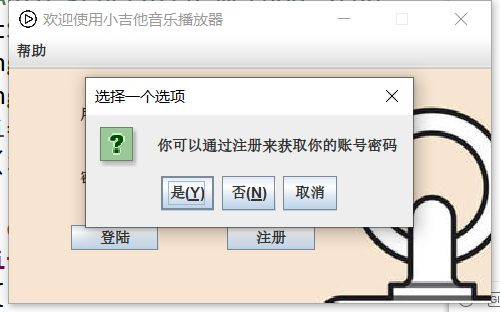 欢迎使用小吉他音乐播放器
帮助
选择一个选项
你可以通过注册来获取你的账号密码
是(Y)
否(N)
取消
登陆
注册